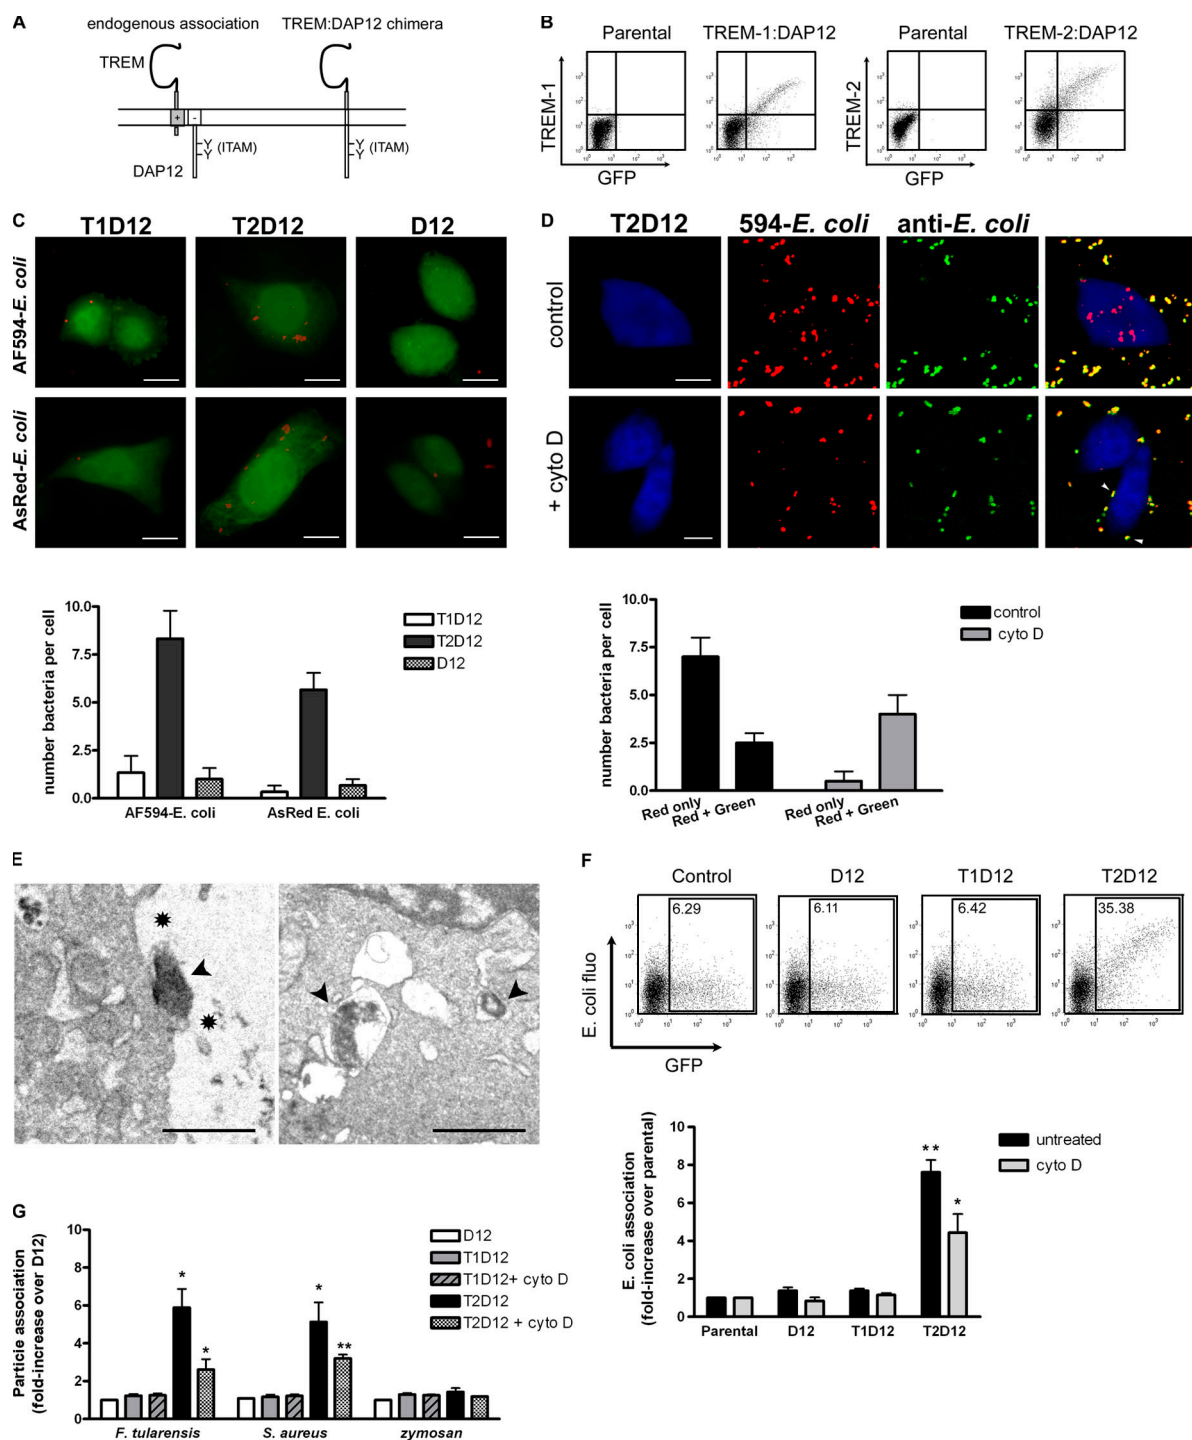 A
endogenous association
TREM:DAP12 chimera
TREM
+
-
Y
Y
(ITAM)
Y
Y
(ITAM)
DAP12
B
Parental
TREM-1:DAP12
Parental
TREM-2:DAP12
TREM-1
TREM-2
GFP
GFP
C
T1D12
T2D12
D12
AF594-E. coli
AsRed-E. coli
number bacteria per cell
10.0
7.5
5.0
2.5
0.0
AF594-E. coli
AsRed E. coli
T1D12
T2D12
D12
D
T2D12
594-E. coli
anti-E. coli
control
+ cyto D
number bacteria per cell
10.0
7.5
5.0
2.5
0.0
Red only
Red + Green
Red only
Red + Green
control
cyto D
E
F
Control
D12
T1D12
T2D12
6.29
6.11
6.42
35.38
E. coli fluo
GFP
E. coli association
(fold-increase over parental)
10
8
6
4
2
0
**
*
Parental
D12
T1D12
T2D12
untreated
cyto D
G
Particle association
(fold-increase over D12)
10
8
6
4
2
0
*
*
*
**
F. tularensis
S. aureus
zymosan
D12
T1D12
T1D12+ cyto D
T2D12
T2D12 + cyto D